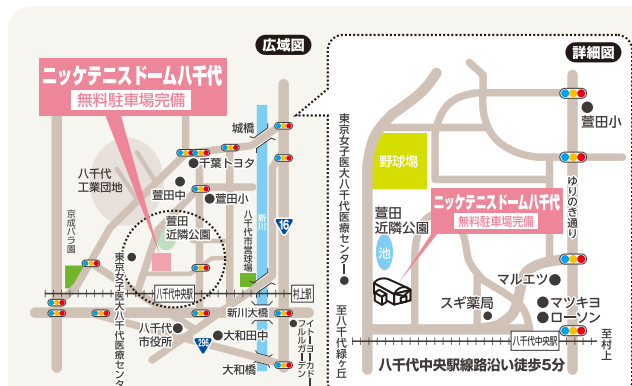 広域図
ニッケテニスドーム八千代
無料駐車場完備
城橋
千葉トヨタ
八千代
工業団地
萱田中
萱田小
京成バラ園
萱田
近隣公園
八千代市営球場
新川
16
東京女子医大八千代医療センタ
八千代中央駅
村上駅
新川大橋
八千代
市役所
296
大和田中
大和橋
イトーヨーカドー
フルルガーデン
詳細図
東京女子医大八千代医療センター
野球場
萱田小
ゆりのき通り
ニッケテニスドーム八千代
無料駐車場完備
萱田
近隣公園
池
マルエツ
スギ薬局
マツキヨ
ローソン
至八千代緑ヶ丘
八千代中央駅
至村上
八千代中央駅線路沿い徒歩5分